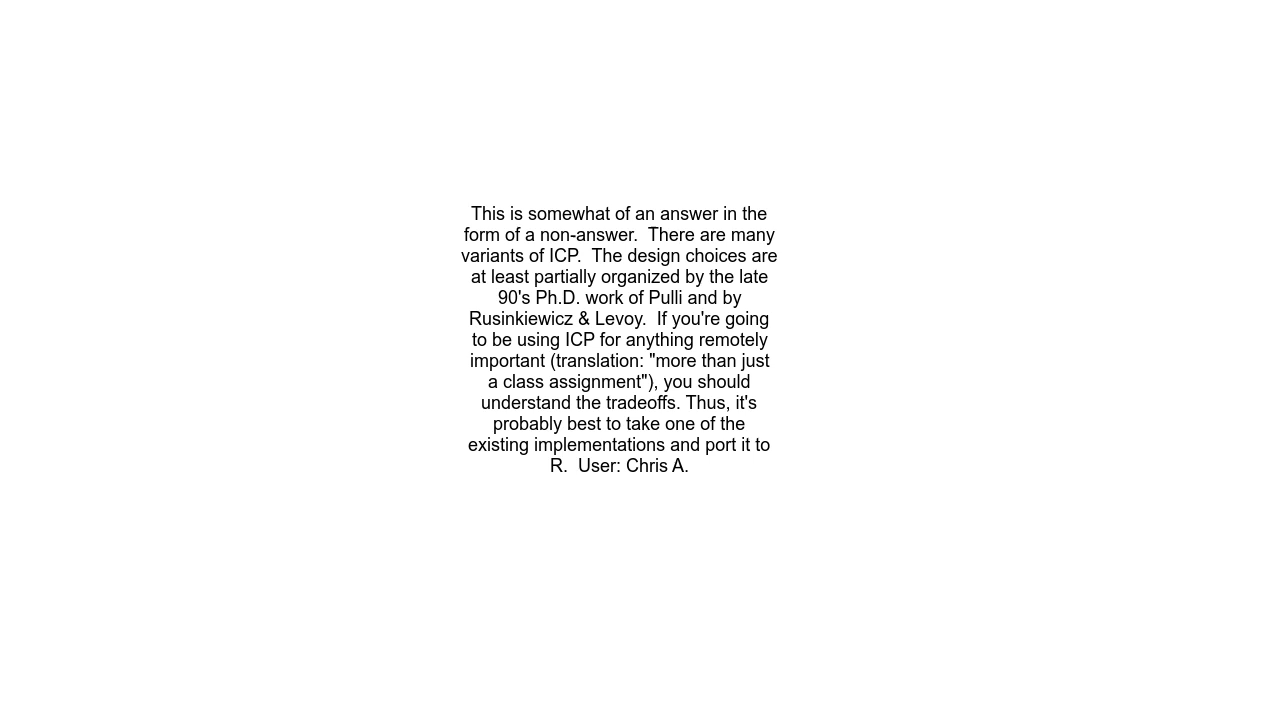 This is somewhat of an answer in the
form of a non-answer.  There are many
variants of ICP.  The design choices are
at least partially organized by the late
90's Ph.D. work of Pulli and by
Rusinkiewicz & Levoy.  If you're going
to be using ICP for anything remotely
important (translation: "more than just
a class assignment"), you should
understand the tradeoffs. Thus, it's
probably best to take one of the
existing implementations and port it to
R.  User: Chris A.